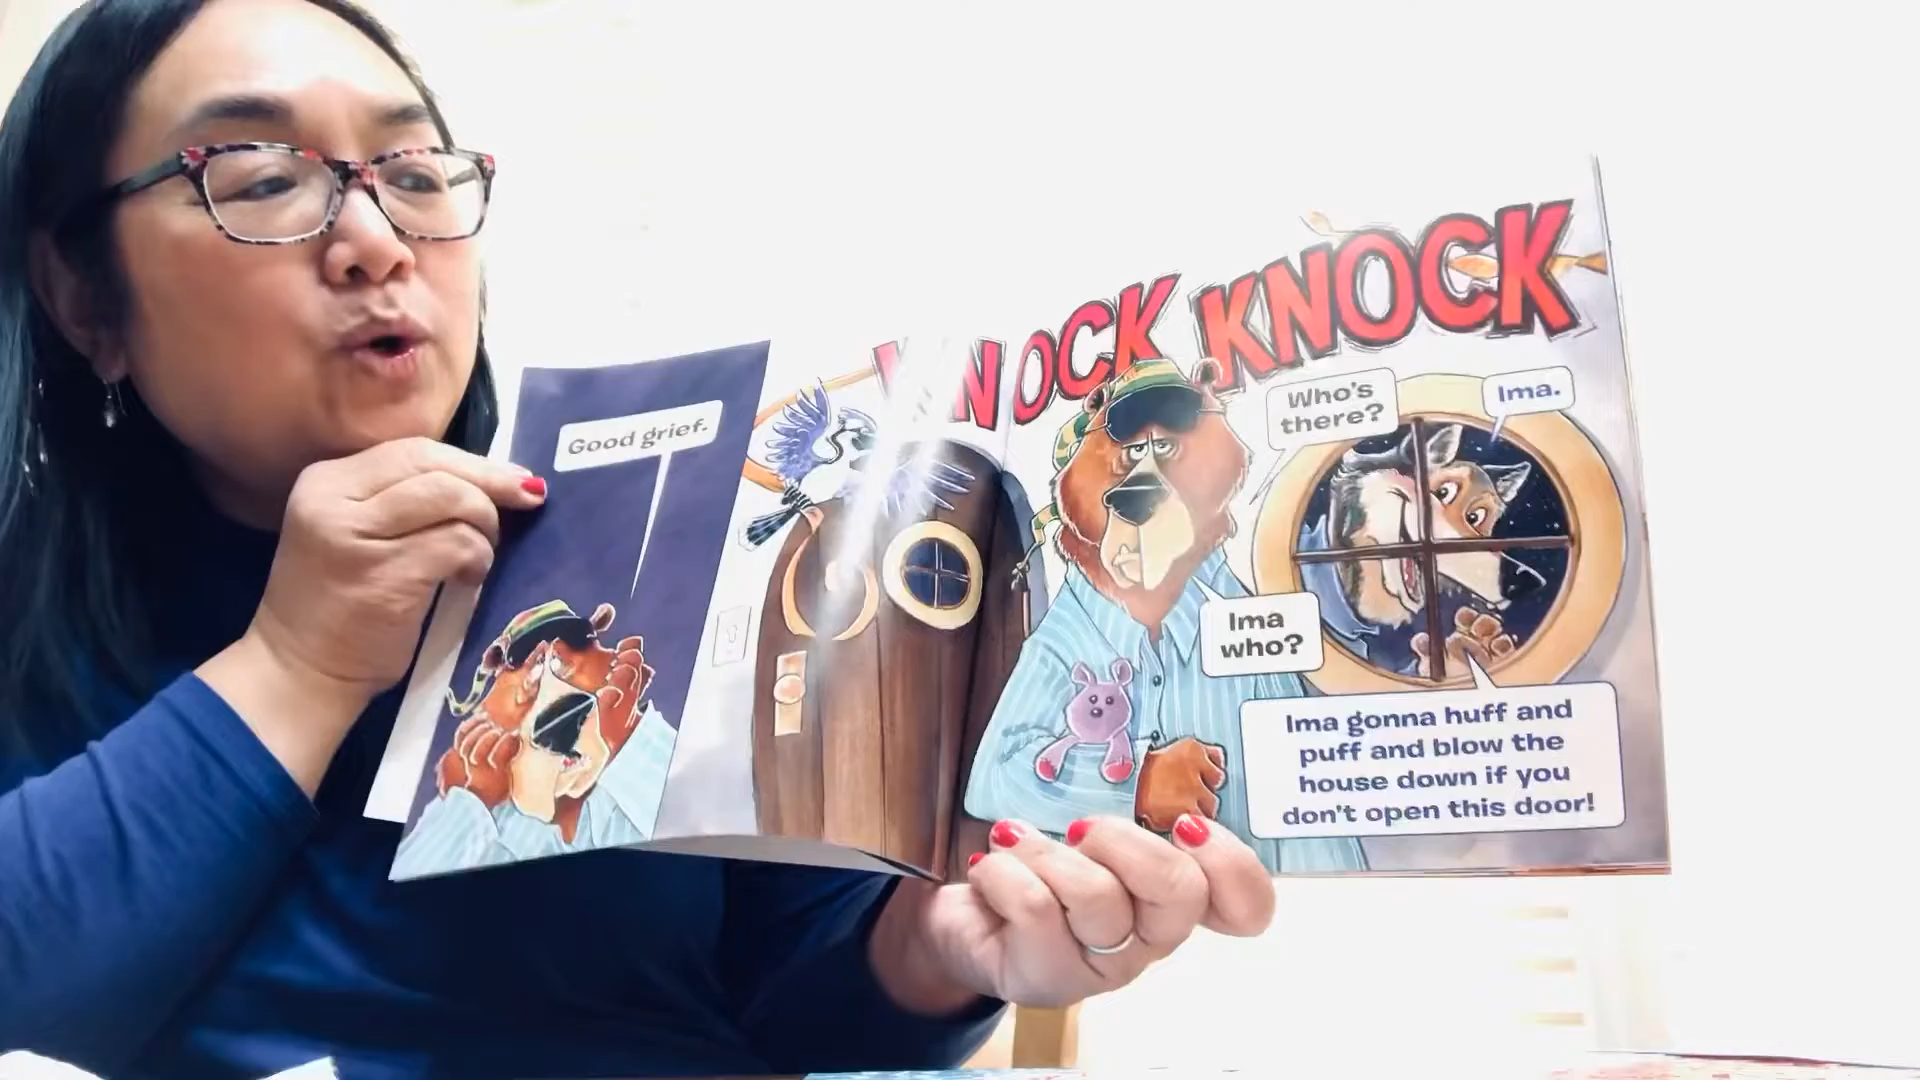 Good grief.
KNOCK KNOCK
Who's
there?
Ima.
Ima
who?
Ima gonna huff and
puff and blow the
house down if you
don't open this door!